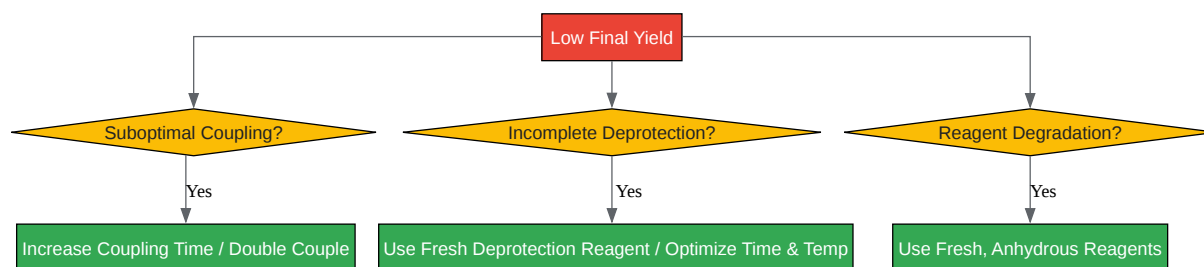 Low Final Yield
Suboptimal Coupling?
Incomplete Deprotection?
Reagent Degradation?
Yes
Yes
Yes
Increase Coupling Time / Double Couple
Use Fresh Deprotection Reagent / Optimize Time & Temp
Use Fresh, Anhydrous Reagents